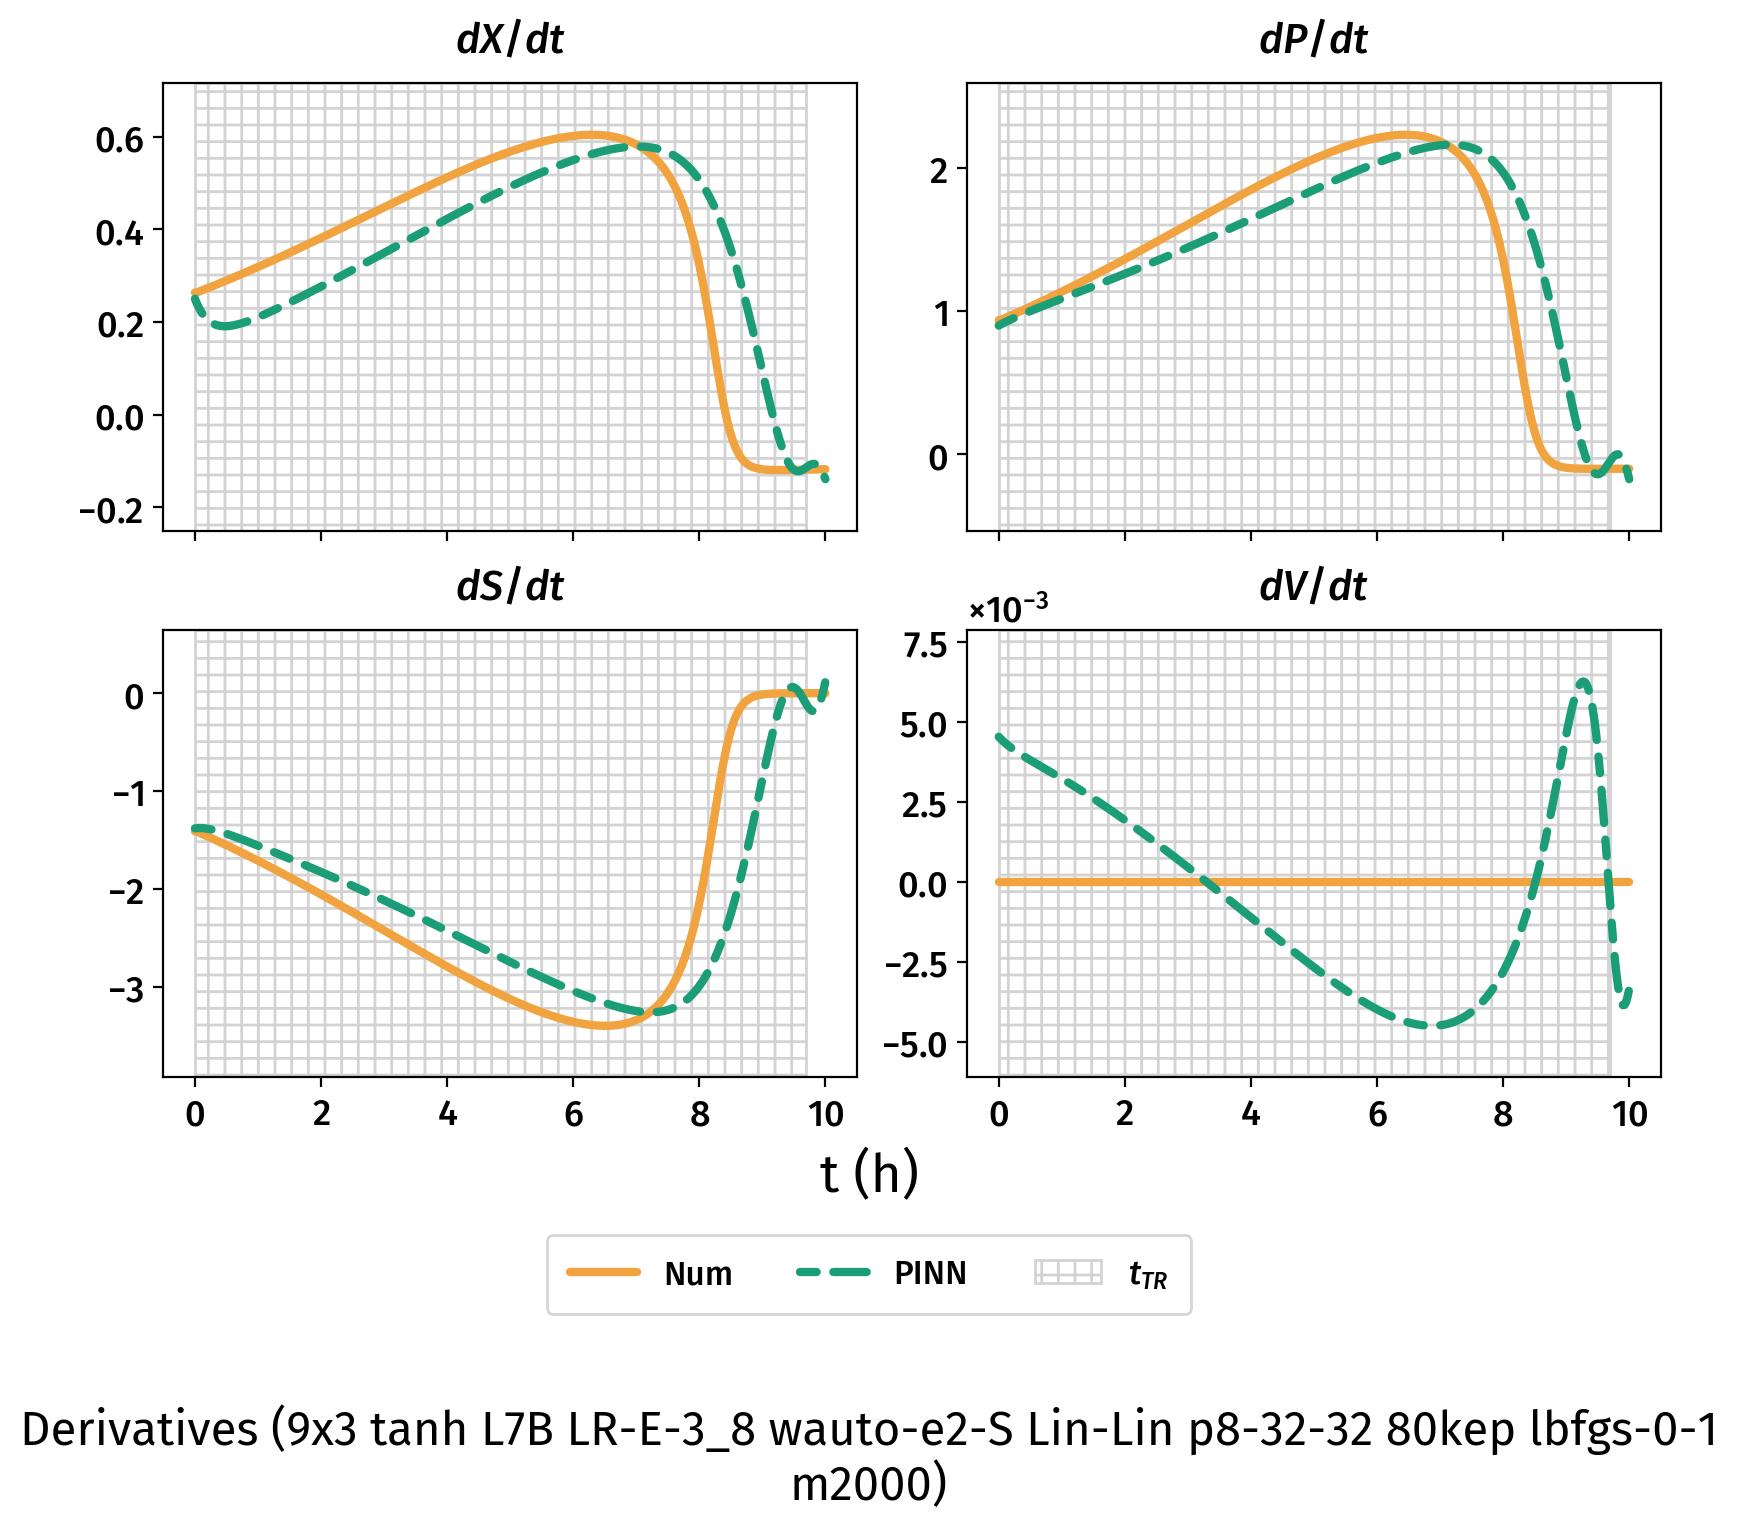 dX/dt
dP/dt
0.6
0.4
0.2
0.0
−0.2
2
1
0
dS/dt
dV/dt
×10⁻³
0
−1
−2
−3
7.5
5.0
2.5
0.0
−2.5
−5.0
0 2 4 6 8 10
0 2 4 6 8 10
t (h)
Num PINN t_TR
Derivatives (9x3 tanh L7B LR-E-3_8 wauto-e2-S Lin-Lin p8-32-32 80kep lbfgs-0-1
m2000)